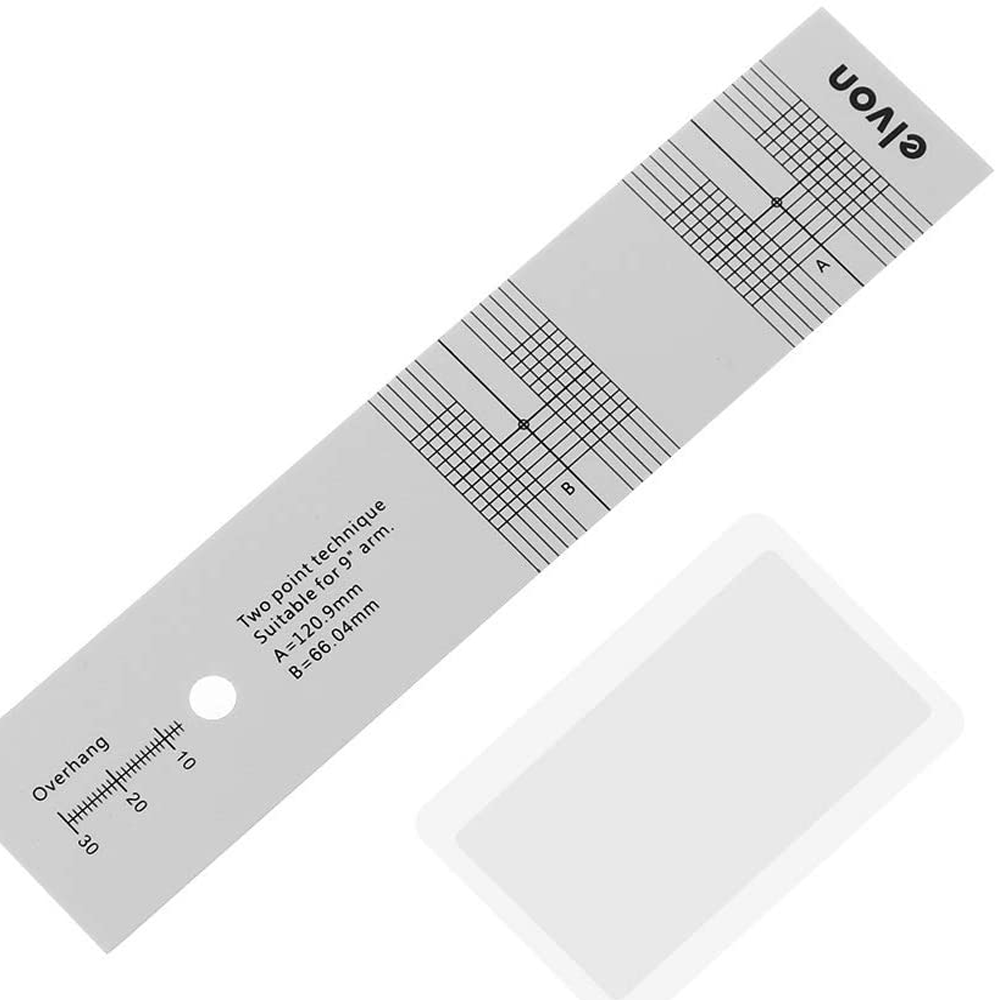 elvon
A
B
Two point technique
Suitable for 9" arm.
A=120.9mm
B=66.04mm
Overhang
10
20
30